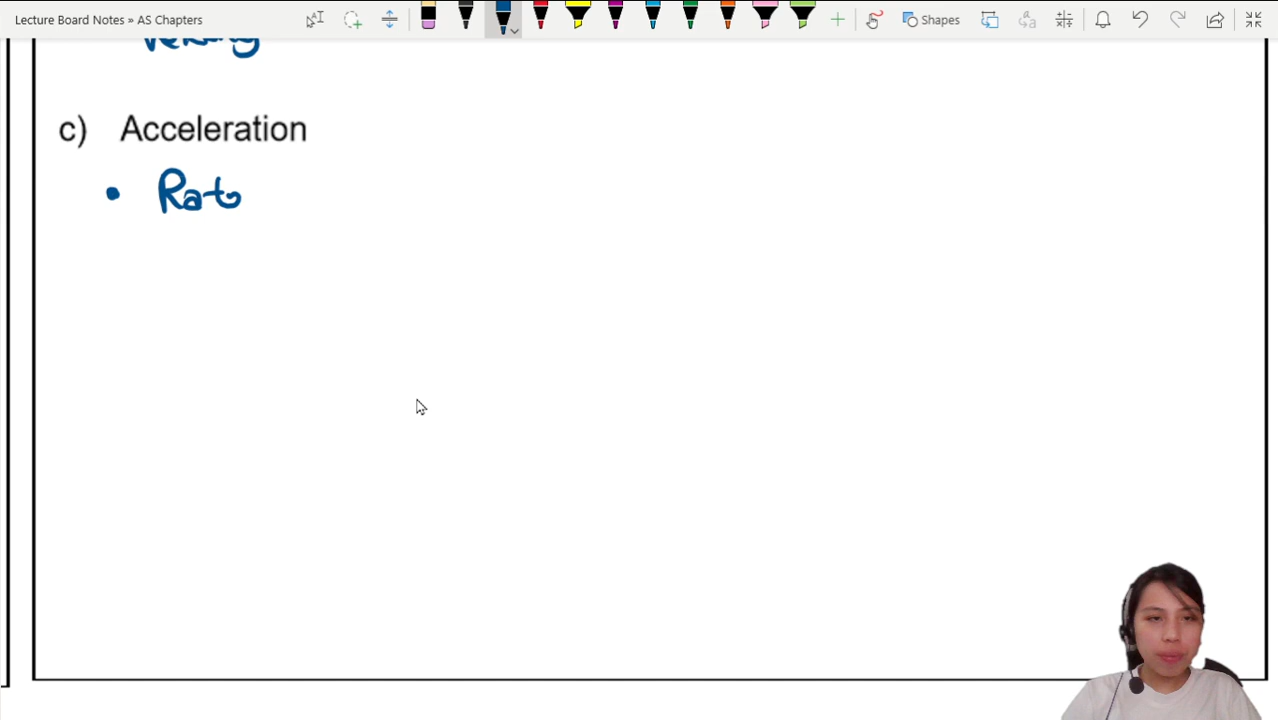 Lecture Board Notes » AS Chapters
Shapes
c) Acceleration
• Rate